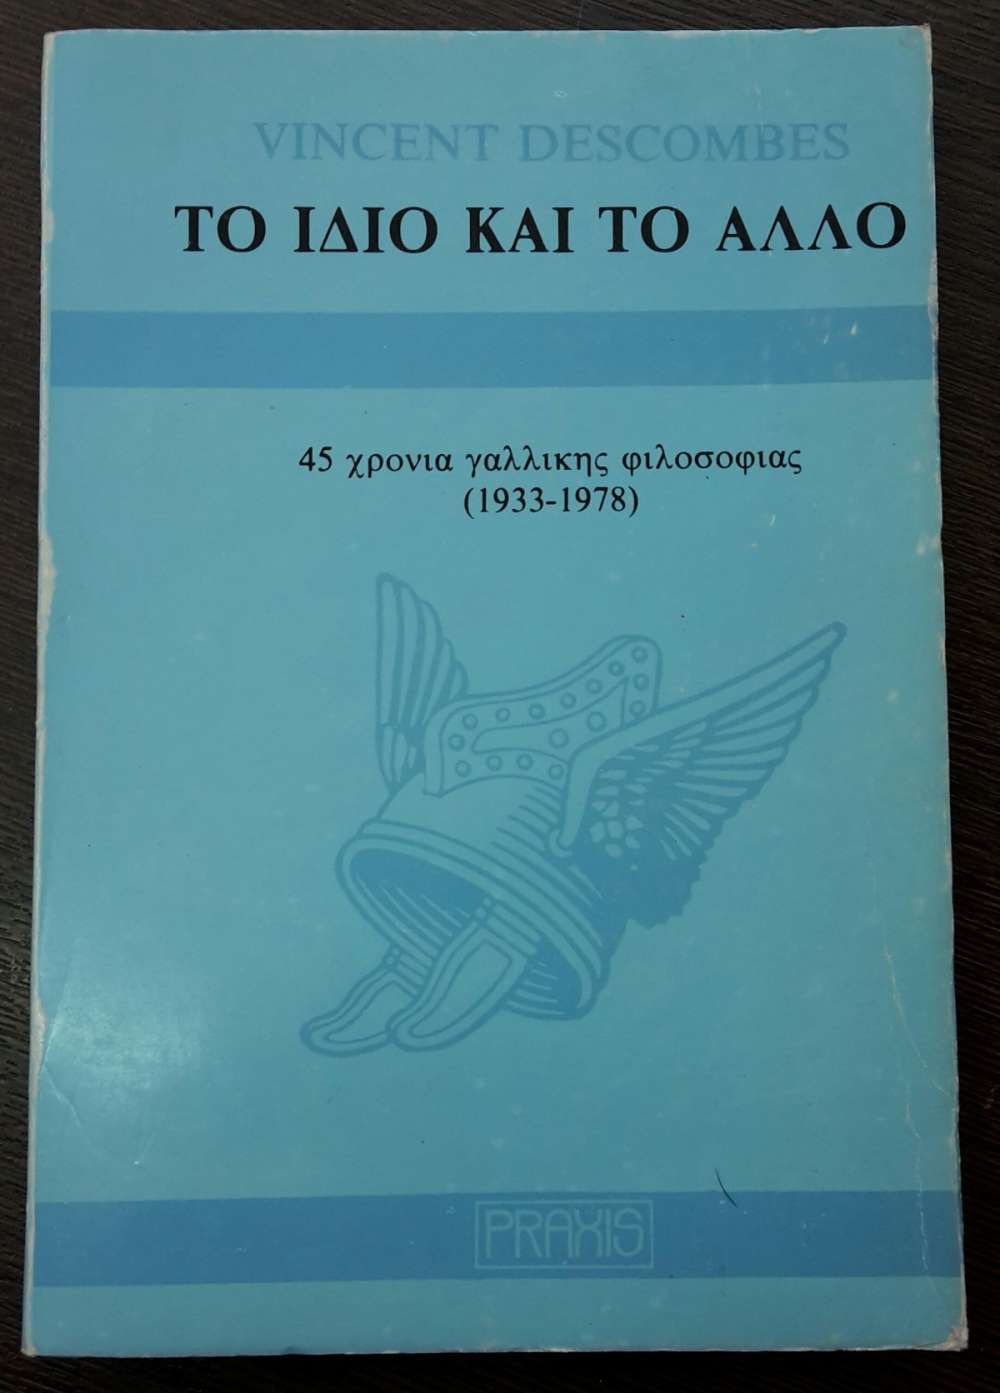 VINCENT DESCOMBES
ΤΟ ΙΔΙΟ ΚΑΙ ΤΟ ΑΛΛΟ
45 χρονια γαλλικης φιλοσοφιας
(1933-1978)
PRAXIS